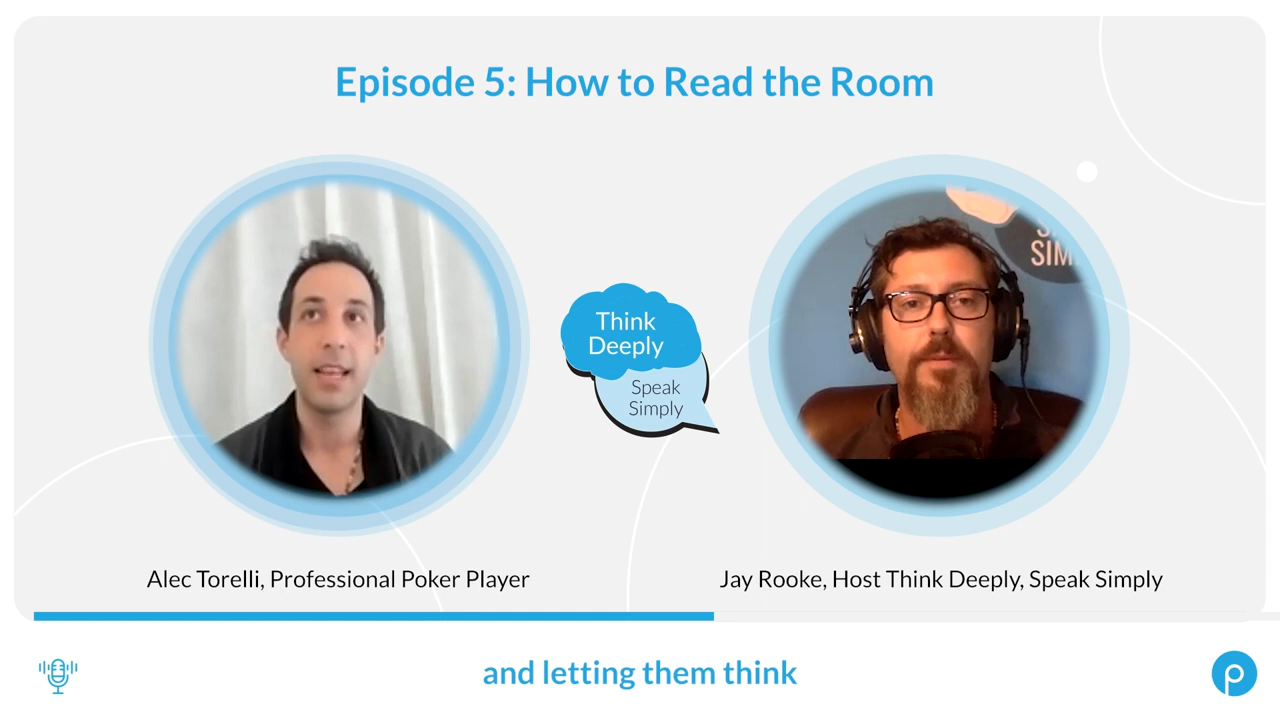 Episode 5: How to Read the Room
SIM
Think
Deeply
Speak
Simply
Alec Torelli, Professional Poker Player
Jay Rooke, Host Think Deeply, Speak Simply
and letting them think
p